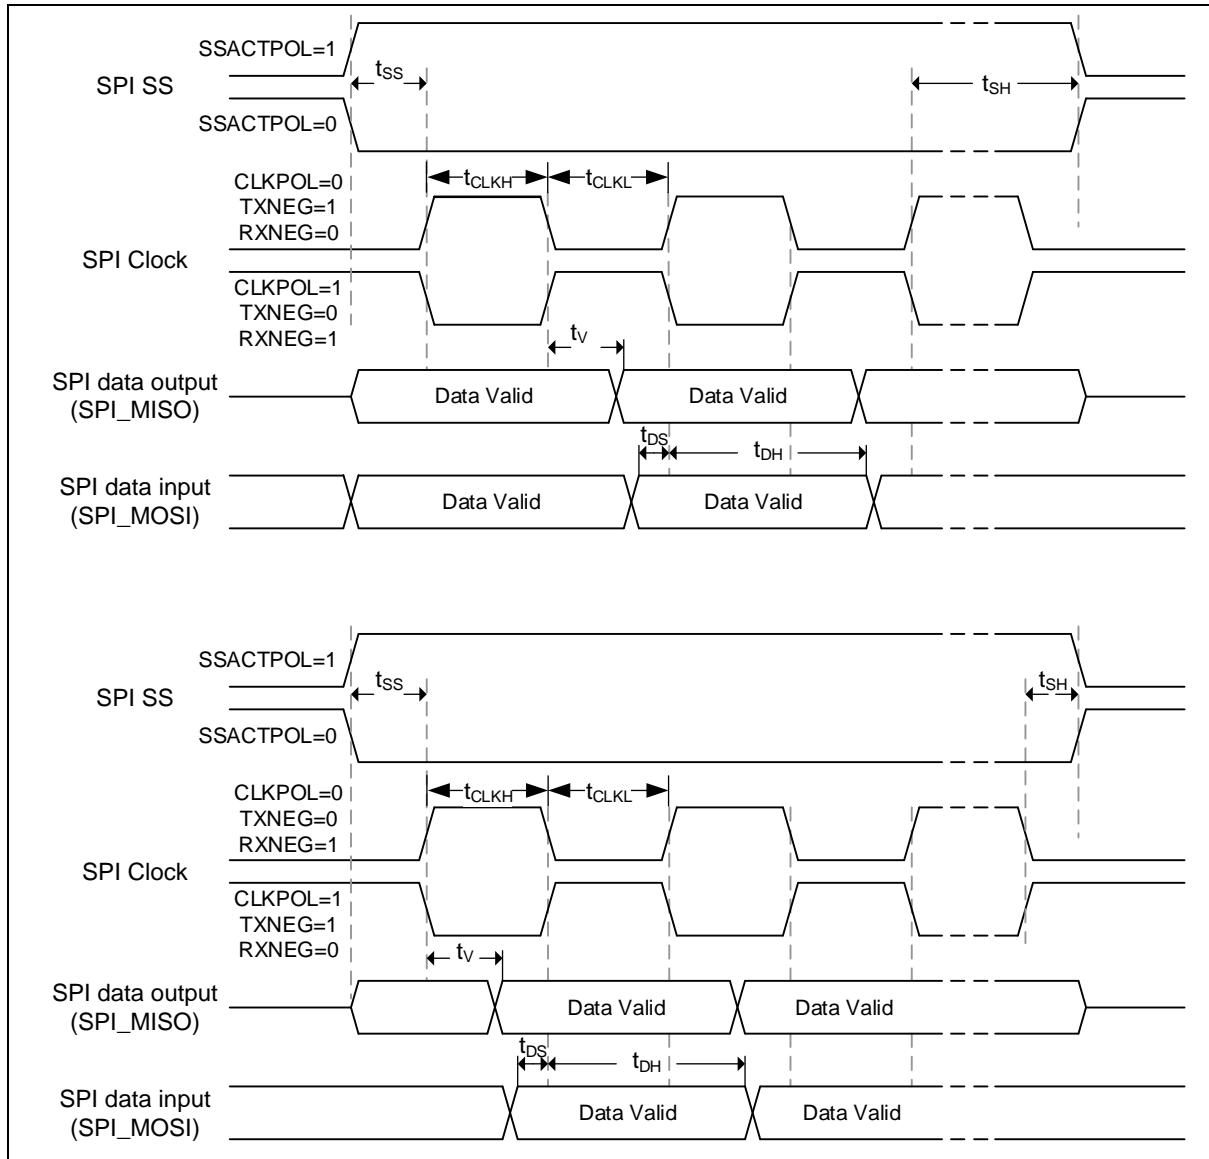 SSACTPOL=1
SPI SS
tSS
tSH
SSACTPOL=0
CLKPOL=0
TXNEG=1
RXNEG=0
tCLKH
tCLKL
SPI Clock
CLKPOL=1
TXNEG=0
RXNEG=1
tV
SPI data output
(SPI_MISO)
Data Valid
Data Valid
tDS
tDH
SPI data input
(SPI_MOSI)
Data Valid
Data Valid
SSACTPOL=1
SPI SS
tSS
tSH
SSACTPOL=0
CLKPOL=0
TXNEG=0
RXNEG=1
tCLKH
tCLKL
SPI Clock
CLKPOL=1
TXNEG=1
RXNEG=0
tV
SPI data output
(SPI_MISO)
Data Valid
Data Valid
tDS
tDH
SPI data input
(SPI_MOSI)
Data Valid
Data Valid